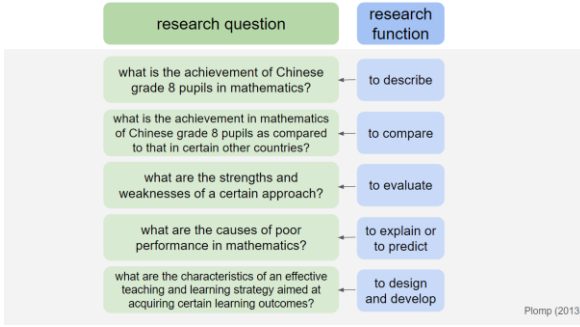 research question
research
function
what is the achievement of Chinese
grade 8 pupils in mathematics?
to describe
what is the achievement in mathematics
of Chinese grade 8 pupils as compared
to that in certain other countries?
to compare
what are the strengths and
weaknesses of a certain approach?
to evaluate
what are the causes of poor
performance in mathematics?
to explain or
to predict
what are the characteristics of an effective
teaching and learning strategy aimed at
acquiring certain learning outcomes?
to design
and develop
Plomp (2013